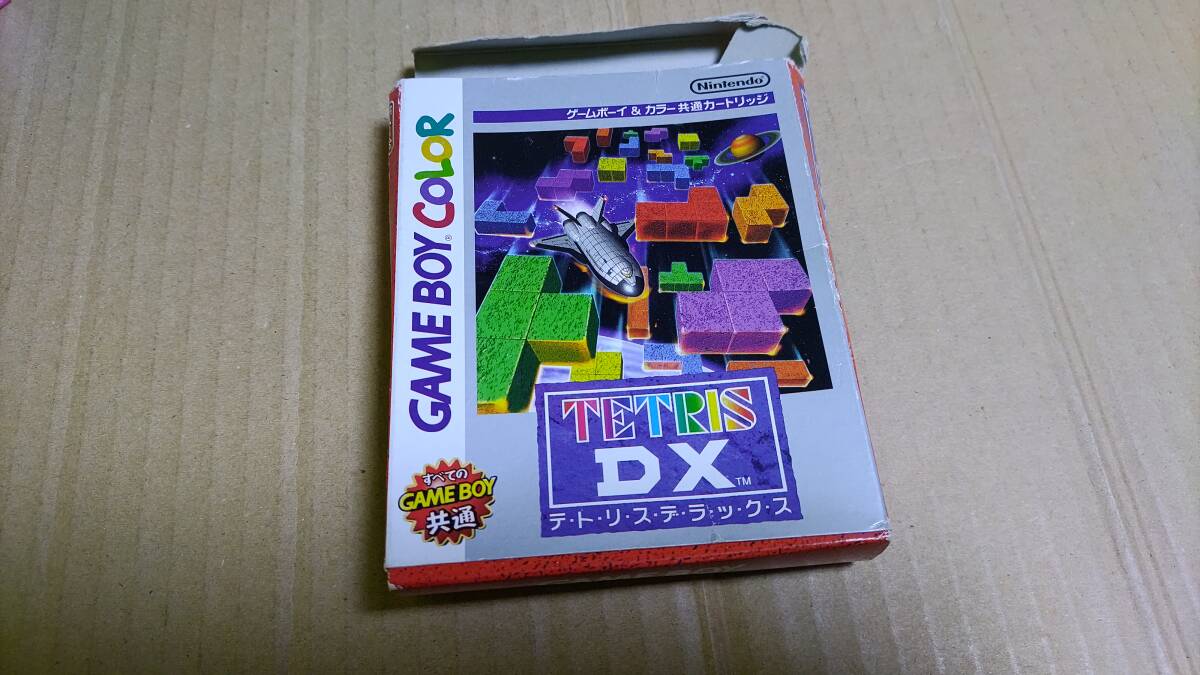 Nintendo
ゲームボーイ & カラー共通カートリッジ
GAME BOY® COLOR
TETRIS
DX™
テ・ト・リ・ス・デ・ラ・ッ・ク・ス
すべての
GAME BOY
共通